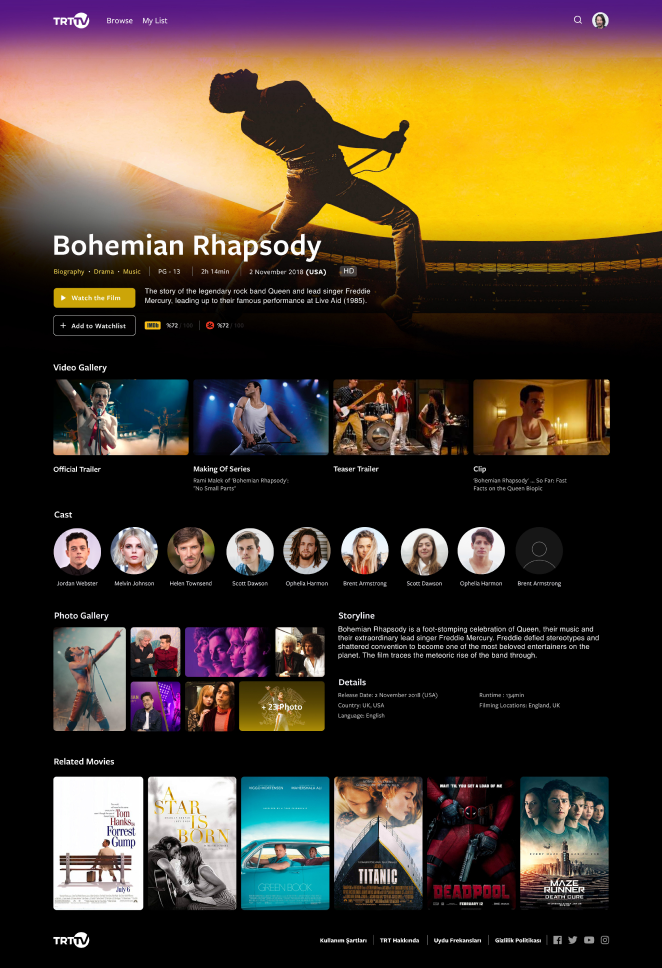 TRT TV
Browse
My List
Bohemian Rhapsody
Biography • Drama • Music
PG - 13
2h 14min
2 November 2018 (USA)
HD
Watch the Film
The story of the legendary rock band Queen and lead singer Freddie
Mercury, leading up to their famous performance at Live Aid (1985).
Add to Watchlist
IMDb
%72 / 100
%72 / 100
Video Gallery
Official Trailer
Making Of Series
Rami Malek of 'Bohemian Rhapsody':
"No Small Parts"
Teaser Trailer
Clip
'Bohemian Rhapsody' ... So Far: Fast
Facts on the Queen Biopic
Cast
Jordan Webster
Melvin Johnson
Helen Townsend
Scott Dawson
Ophelia Harmon
Brent Armstrong
Scott Dawson
Ophelia Harmon
Brent Armstrong
Photo Gallery
+ 23 Photo
Storyline
Bohemian Rhapsody is a foot-stomping celebration of Queen, their music and
their extraordinary lead singer Freddie Mercury. Freddie defied stereotypes and
shattered convention to become one of the most beloved entertainers on the
planet. The film traces the meteoric rise of the band through.
Details
Release Date: 2 November 2018 (USA)
Country: UK, USA
Language: English
Runtime : 134min
Filming Locations: England, UK
Related Movies
Tom
Hanks is
Forrest
Gump
July 6
A
STAR
IS
BORN
VIGGO MORTENSEN
MAHERSHALA ALI
GREEN BOOK
TITANIC
WAIT 'TIL YOU GET A LOAD OF ME
DEADPOOL
FEBRUARY 12
MAZE
RUNNER
DEATH CURE
TRT TV
Kullanım Şartları
TRT Hakkında
Uydu Frekansları
Gizlilik Politikası